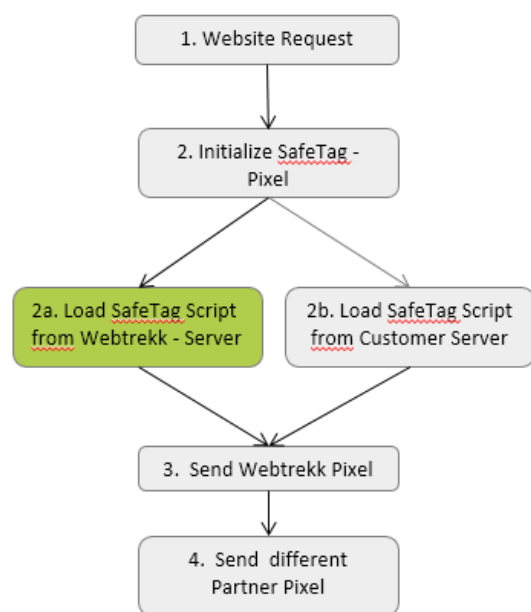 1. Website Request
2. Initialize SafeTag -
Pixel
2a. Load SafeTag Script
from Webtrekk - Server
2b. Load SafeTag Script
from Customer Server
3. Send Webtrekk Pixel
4. Send different
Partner Pixel